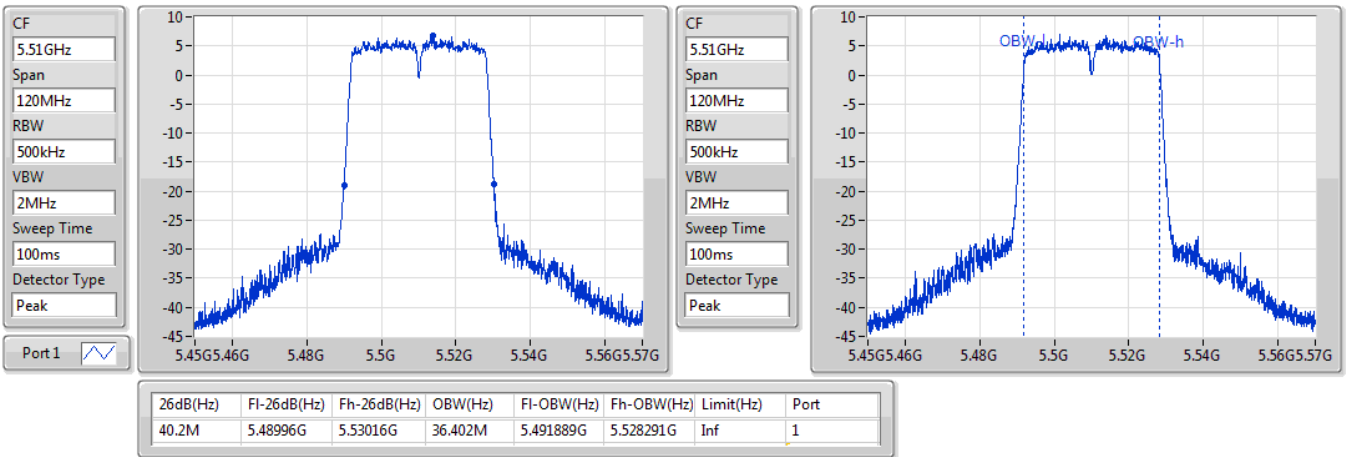 CF
5.51GHz
Span
120MHz
RBW
500kHz
VBW
2MHz
Sweep Time
100ms
Detector Type
Peak
Port 1
10
5
0
-5
-10
-15
-20
-25
-30
-35
-40
-45
5.45G 5.46G 5.48G 5.5G 5.52G 5.54G 5.56G 5.57G
CF
5.51GHz
Span
120MHz
RBW
500kHz
VBW
2MHz
Sweep Time
100ms
Detector Type
Peak
10
5
0
-5
-10
-15
-20
-25
-30
-35
-40
-45
OBW-l OBW-h
5.45G 5.46G 5.48G 5.5G 5.52G 5.54G 5.56G 5.57G
26dB(Hz) Fl-26dB(Hz) Fh-26dB(Hz) OBW(Hz) Fl-OBW(Hz) Fh-OBW(Hz) Limit(Hz) Port
40.2M 5.48996G 5.53016G 36.402M 5.491889G 5.528291G Inf 1